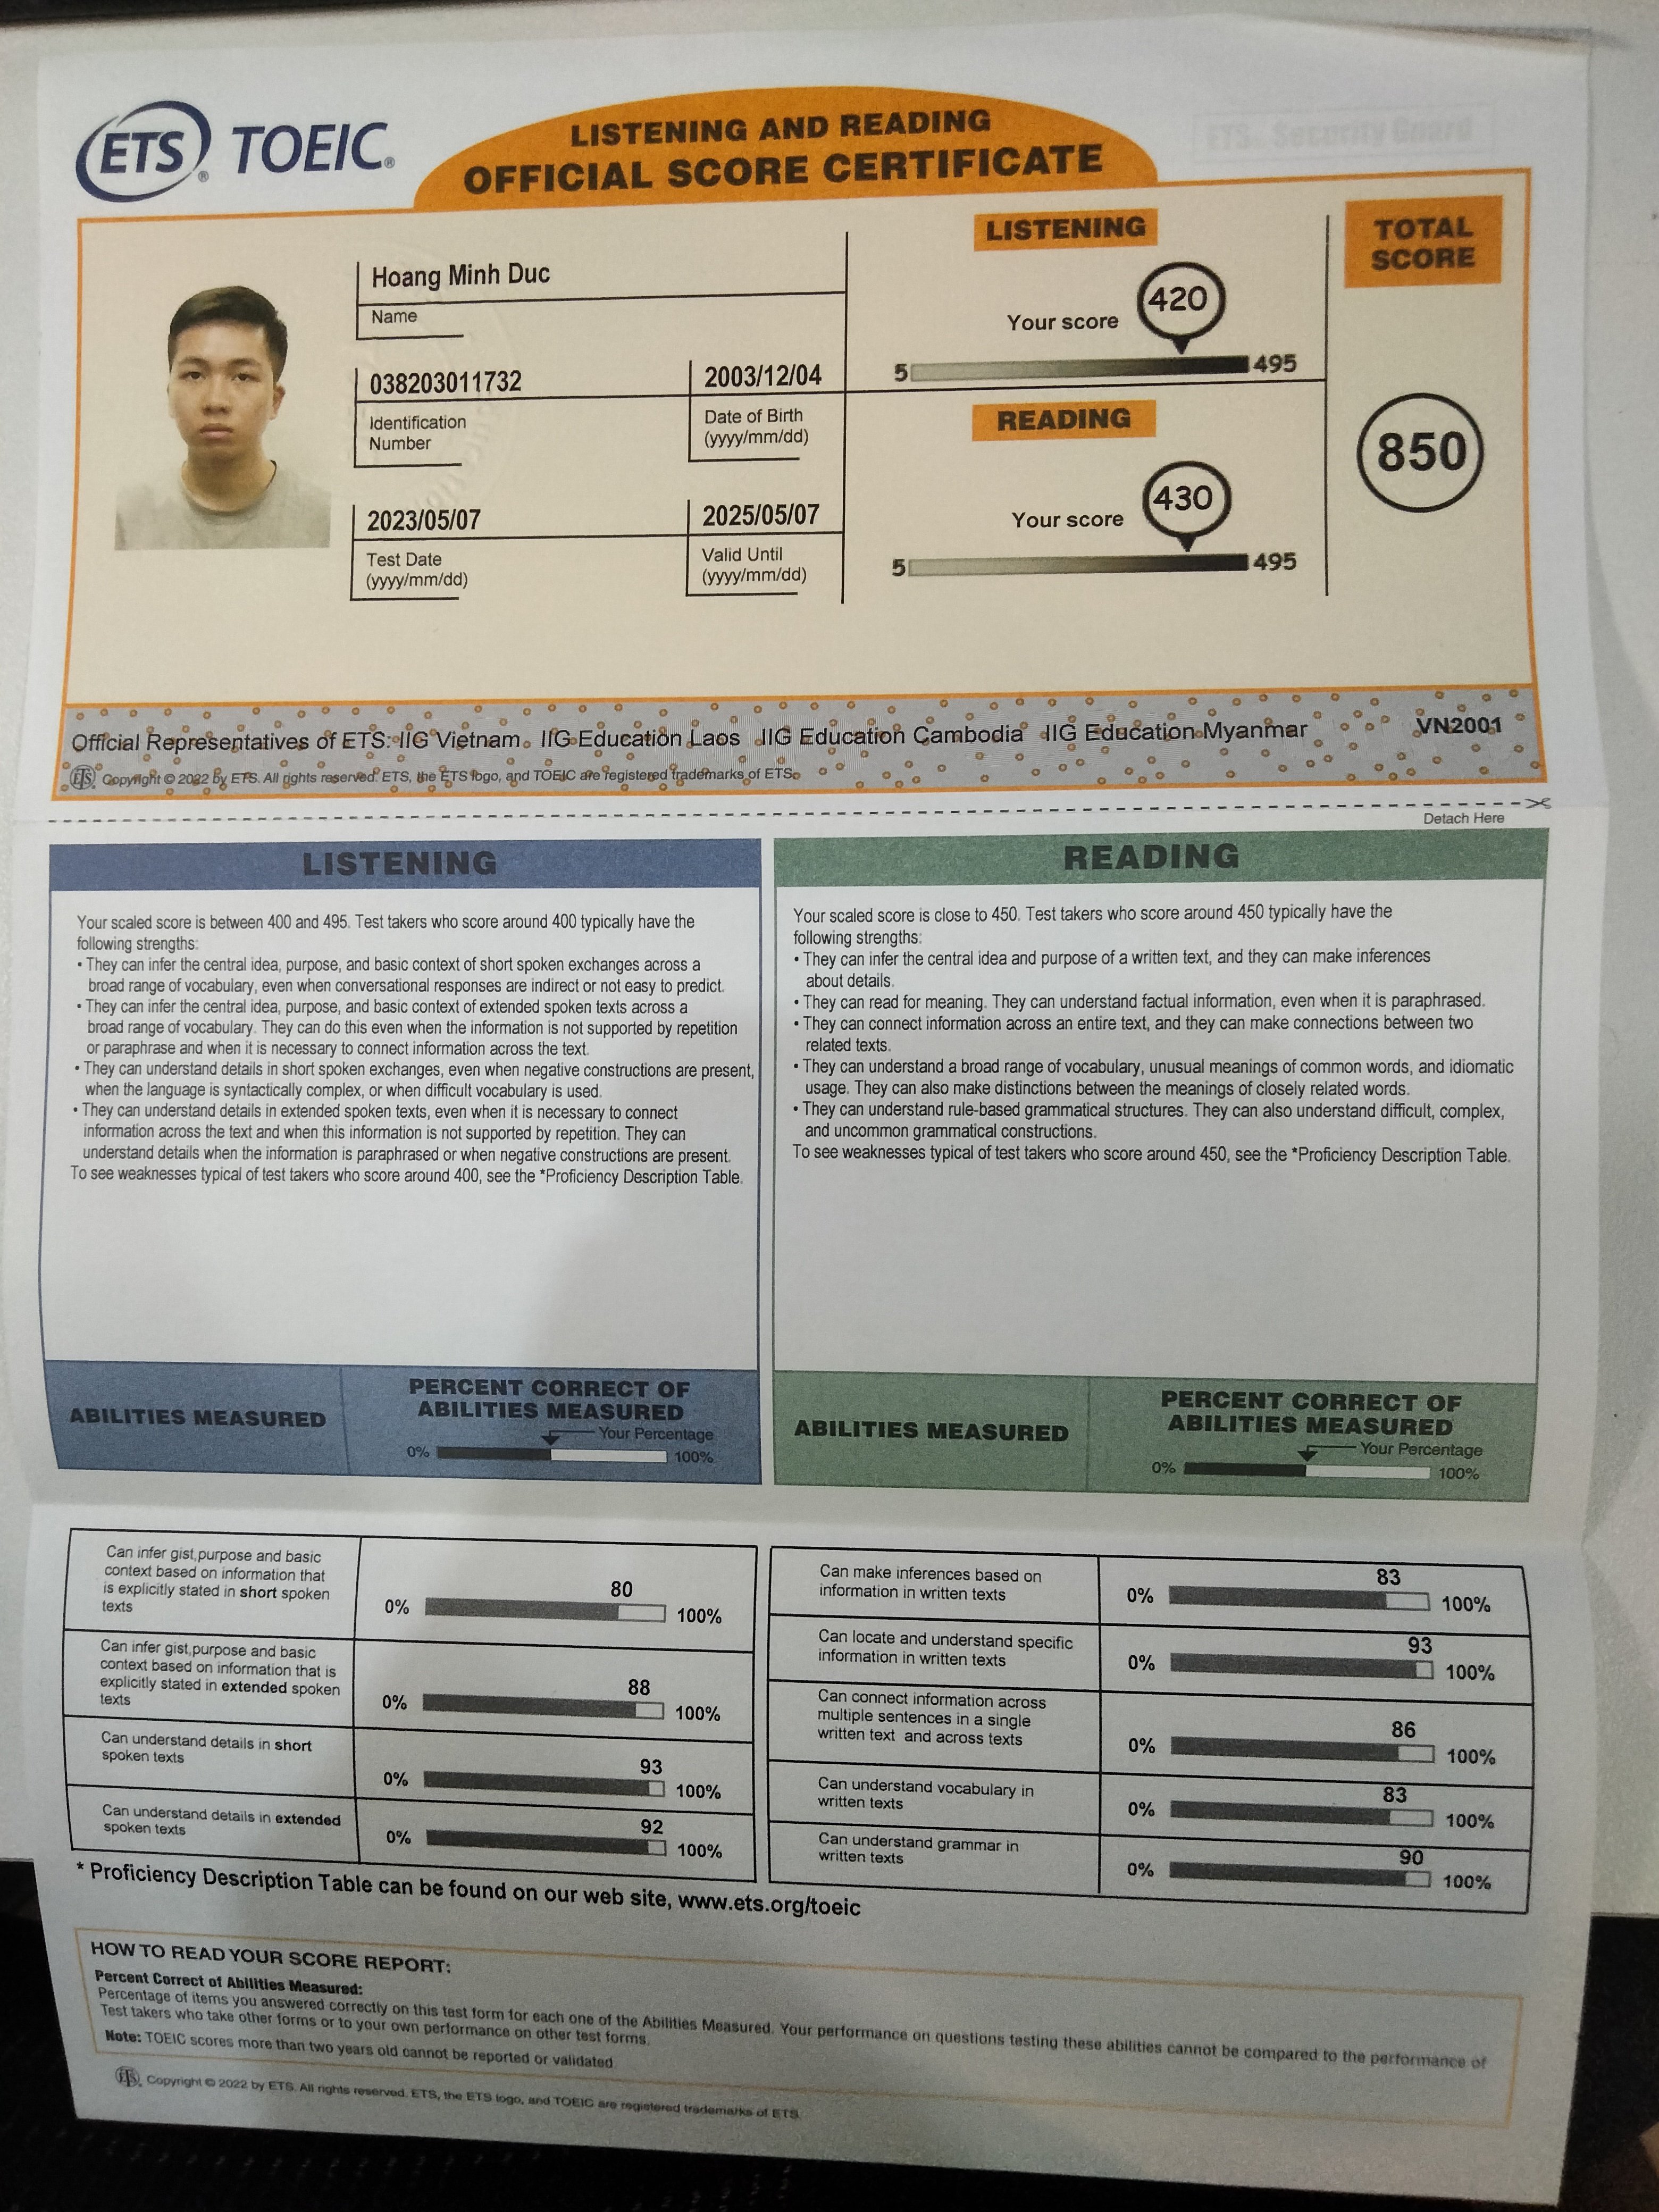 ETS® TOEIC®
LISTENING AND READING
OFFICIAL SCORE CERTIFICATE
ETS Security Guard
Hoang Minh Duc
Name
038203011732
Identification
Number
2003/12/04
Date of Birth
(yyyy/mm/dd)
2023/05/07
Test Date
(yyyy/mm/dd)
2025/05/07
Valid Until
(yyyy/mm/dd)
LISTENING
Your score
420
5 495
READING
Your score
430
5 495
TOTAL
SCORE
850
Official Representatives of ETS: IIG Vietnam IIG Education Laos IIG Education Cambodia IIG Education Myanmar
VN2001
Copyright © 2022 by ETS. All rights reserved. ETS, the ETS logo, and TOEIC are registered trademarks of ETS.
Detach Here
LISTENING
Your scaled score is between 400 and 495. Test takers who score around 400 typically have the
following strengths:
• They can infer the central idea, purpose, and basic context of short spoken exchanges across a
broad range of vocabulary, even when conversational responses are indirect or not easy to predict.
• They can infer the central idea, purpose, and basic context of extended spoken texts across a
broad range of vocabulary. They can do this even when the information is not supported by repetition
or paraphrase and when it is necessary to connect information across the text.
• They can understand details in short spoken exchanges, even when negative constructions are present,
when the language is syntactically complex, or when difficult vocabulary is used.
• They can understand details in extended spoken texts, even when it is necessary to connect
information across the text and when this information is not supported by repetition. They can
understand details when the information is paraphrased or when negative constructions are present.
To see weaknesses typical of test takers who score around 400, see the *Proficiency Description Table.
ABILITIES MEASURED
PERCENT CORRECT OF
ABILITIES MEASURED
Your Percentage
0% 100%
READING
Your scaled score is close to 450. Test takers who score around 450 typically have the
following strengths:
• They can infer the central idea and purpose of a written text, and they can make inferences
about details.
• They can read for meaning. They can understand factual information, even when it is paraphrased.
• They can connect information across an entire text, and they can make connections between two
related texts.
• They can understand a broad range of vocabulary, unusual meanings of common words, and idiomatic
usage. They can also make distinctions between the meanings of closely related words.
• They can understand rule-based grammatical structures. They can also understand difficult, complex,
and uncommon grammatical constructions.
To see weaknesses typical of test takers who score around 450, see the *Proficiency Description Table.
ABILITIES MEASURED
PERCENT CORRECT OF
ABILITIES MEASURED
Your Percentage
0% 100%
Can infer gist,purpose and basic
context based on information that
is explicitly stated in short spoken
texts
80
0% 100%
Can infer gist,purpose and basic
context based on information that is
explicitly stated in extended spoken
texts
88
0% 100%
Can understand details in short
spoken texts
93
0% 100%
Can understand details in extended
spoken texts
92
0% 100%
Can make inferences based on
information in written texts
83
0% 100%
Can locate and understand specific
information in written texts
93
0% 100%
Can connect information across
multiple sentences in a single
written text and across texts
86
0% 100%
Can understand vocabulary in
written texts
83
0% 100%
Can understand grammar in
written texts
90
0% 100%
* Proficiency Description Table can be found on our web site, www.ets.org/toeic
HOW TO READ YOUR SCORE REPORT:
Percent Correct of Abilities Measured:
Percentage of items you answered correctly on this test form for each one of the Abilities Measured. Your performance on questions testing these abilities cannot be compared to the performance of
Test takers who take other forms or to your own performance on other test forms.
Note: TOEIC scores more than two years old cannot be reported or validated.
Copyright © 2022 by ETS. All rights reserved. ETS, the ETS logo, and TOEIC are registered trademarks of ETS.